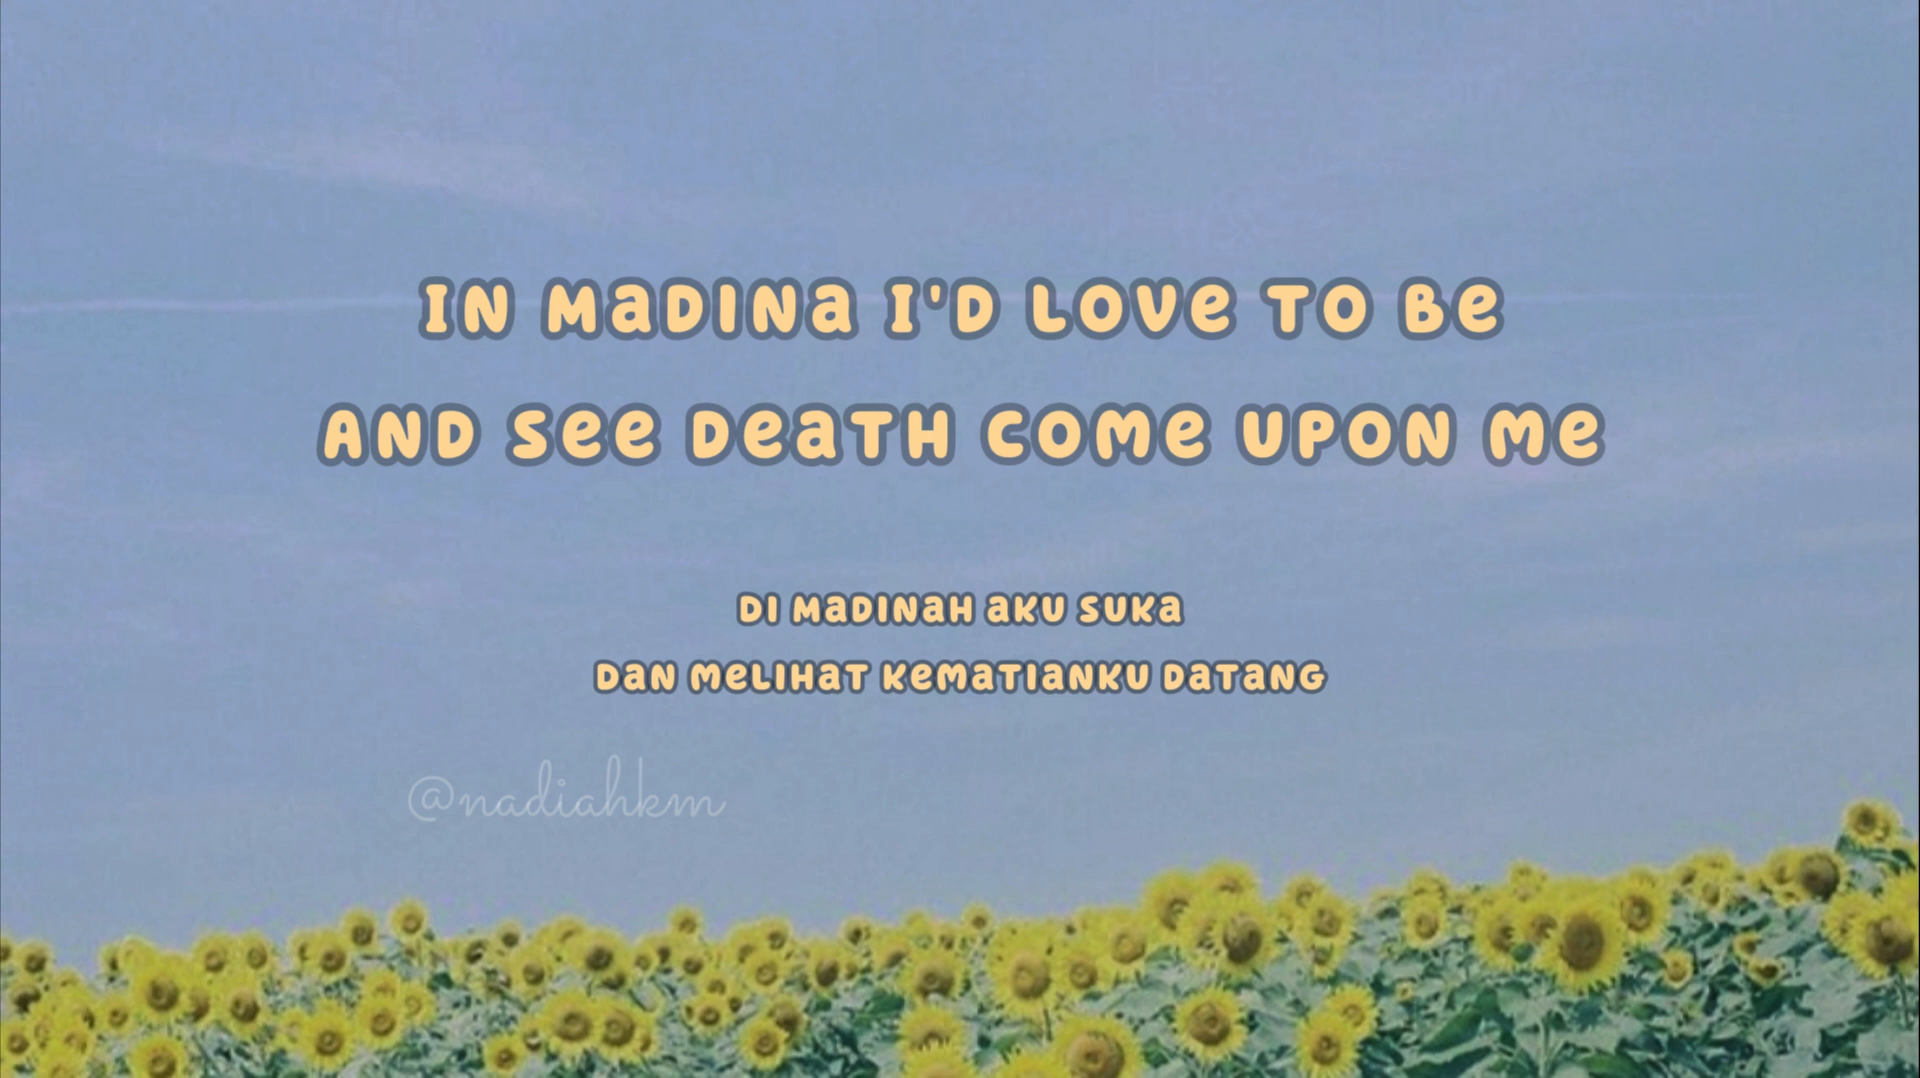 In Madina I'd love to be
and see death come upon me
Di Madinah aku suka
dan melihat kematianku datang
@nadiahkm